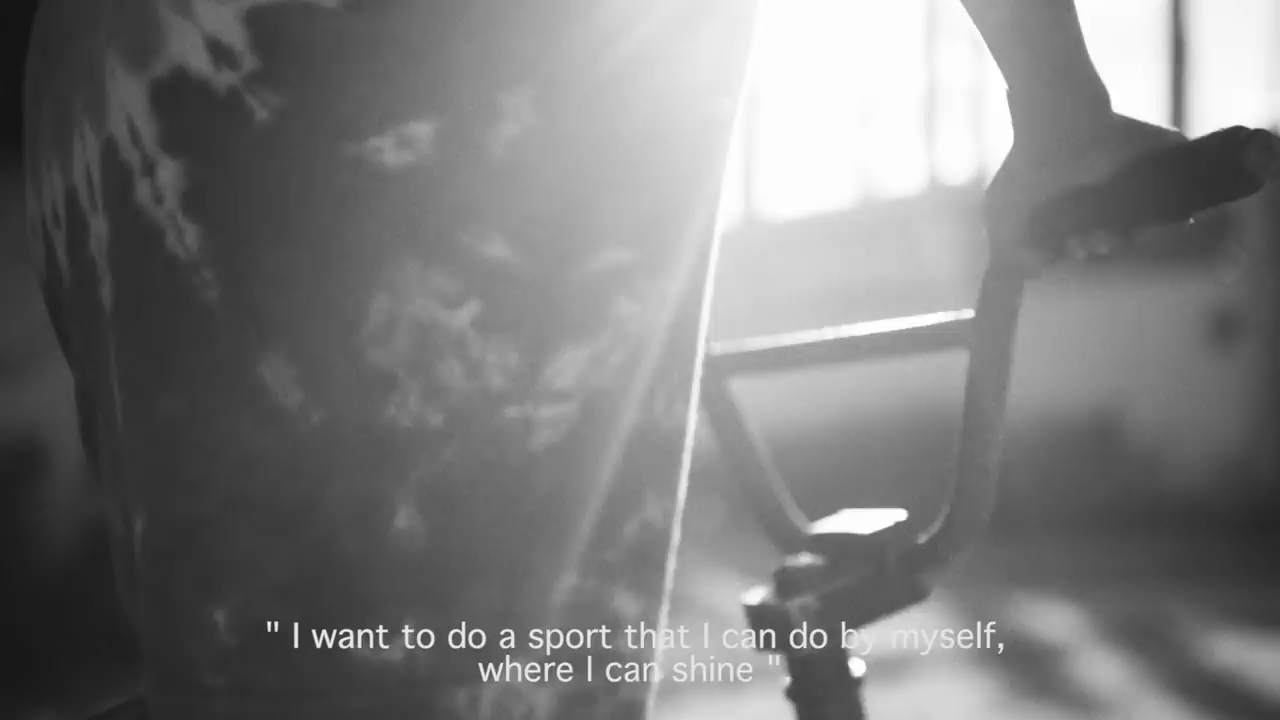 " I want to do a sport that I can do by myself,
where I can shine "